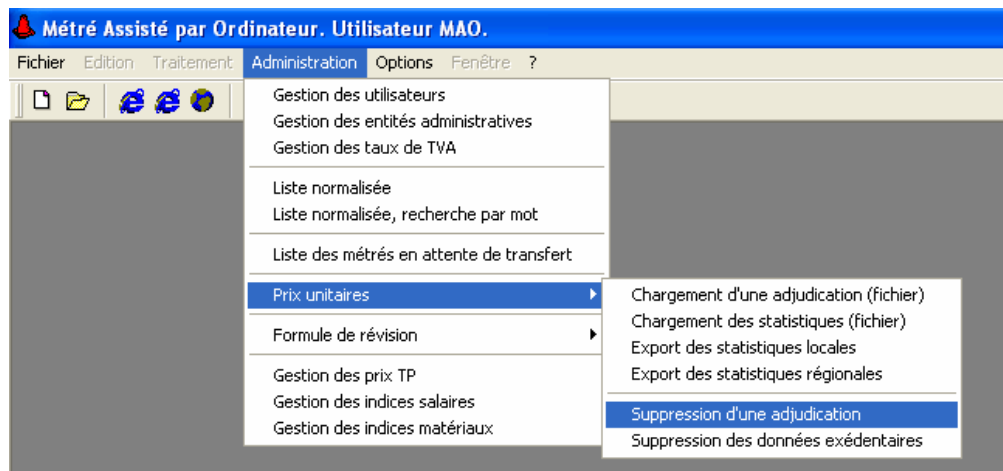 Métré Assisté par Ordinateur. Utilisateur MAO.
Fichier Edition Traitement Administration Options Fenêtre ?
Gestion des utilisateurs
Gestion des entités administratives
Gestion des taux de TVA
Liste normalisée
Liste normalisée, recherche par mot
Liste des métrés en attente de transfert
Prix unitaires
Formule de révision
Gestion des prix TP
Gestion des indices salaires
Gestion des indices matériaux
Chargement d'une adjudication (fichier)
Chargement des statistiques (fichier)
Export des statistiques locales
Export des statistiques régionales
Suppression d'une adjudication
Suppression des données exédentaires